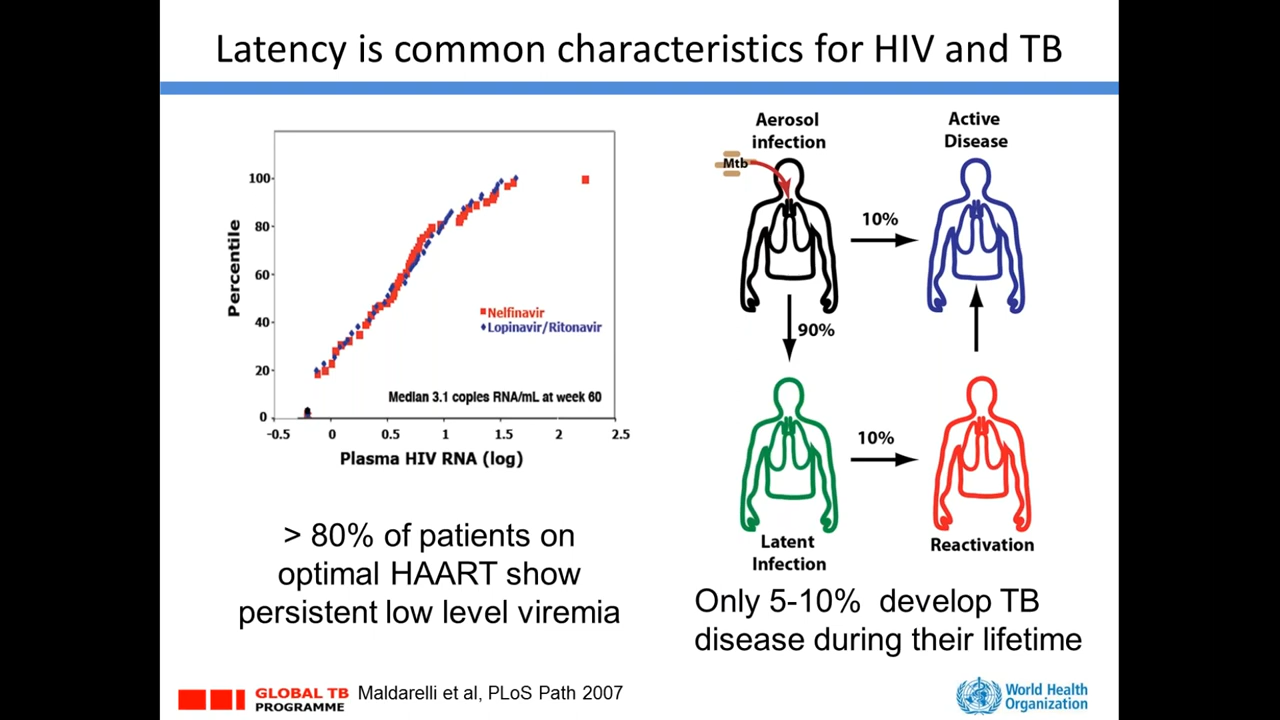 Latency is common characteristics for HIV and TB
Percentile
100
80
60
40
20
0
-0.5
0
0.5
1
1.5
2
2.5
Plasma HIV RNA (log)
Nelfinavir
Lopinavir/Ritonavir
Median 3.1 copies RNA/mL at week 60
> 80% of patients on
optimal HAART show
persistent low level viremia
Aerosol
infection
Mtb
Active
Disease
10%
90%
10%
Latent
Infection
Reactivation
Only 5-10% develop TB
disease during their lifetime
GLOBAL TB
PROGRAMME
Maldarelli et al, PLoS Path 2007
World Health
Organization